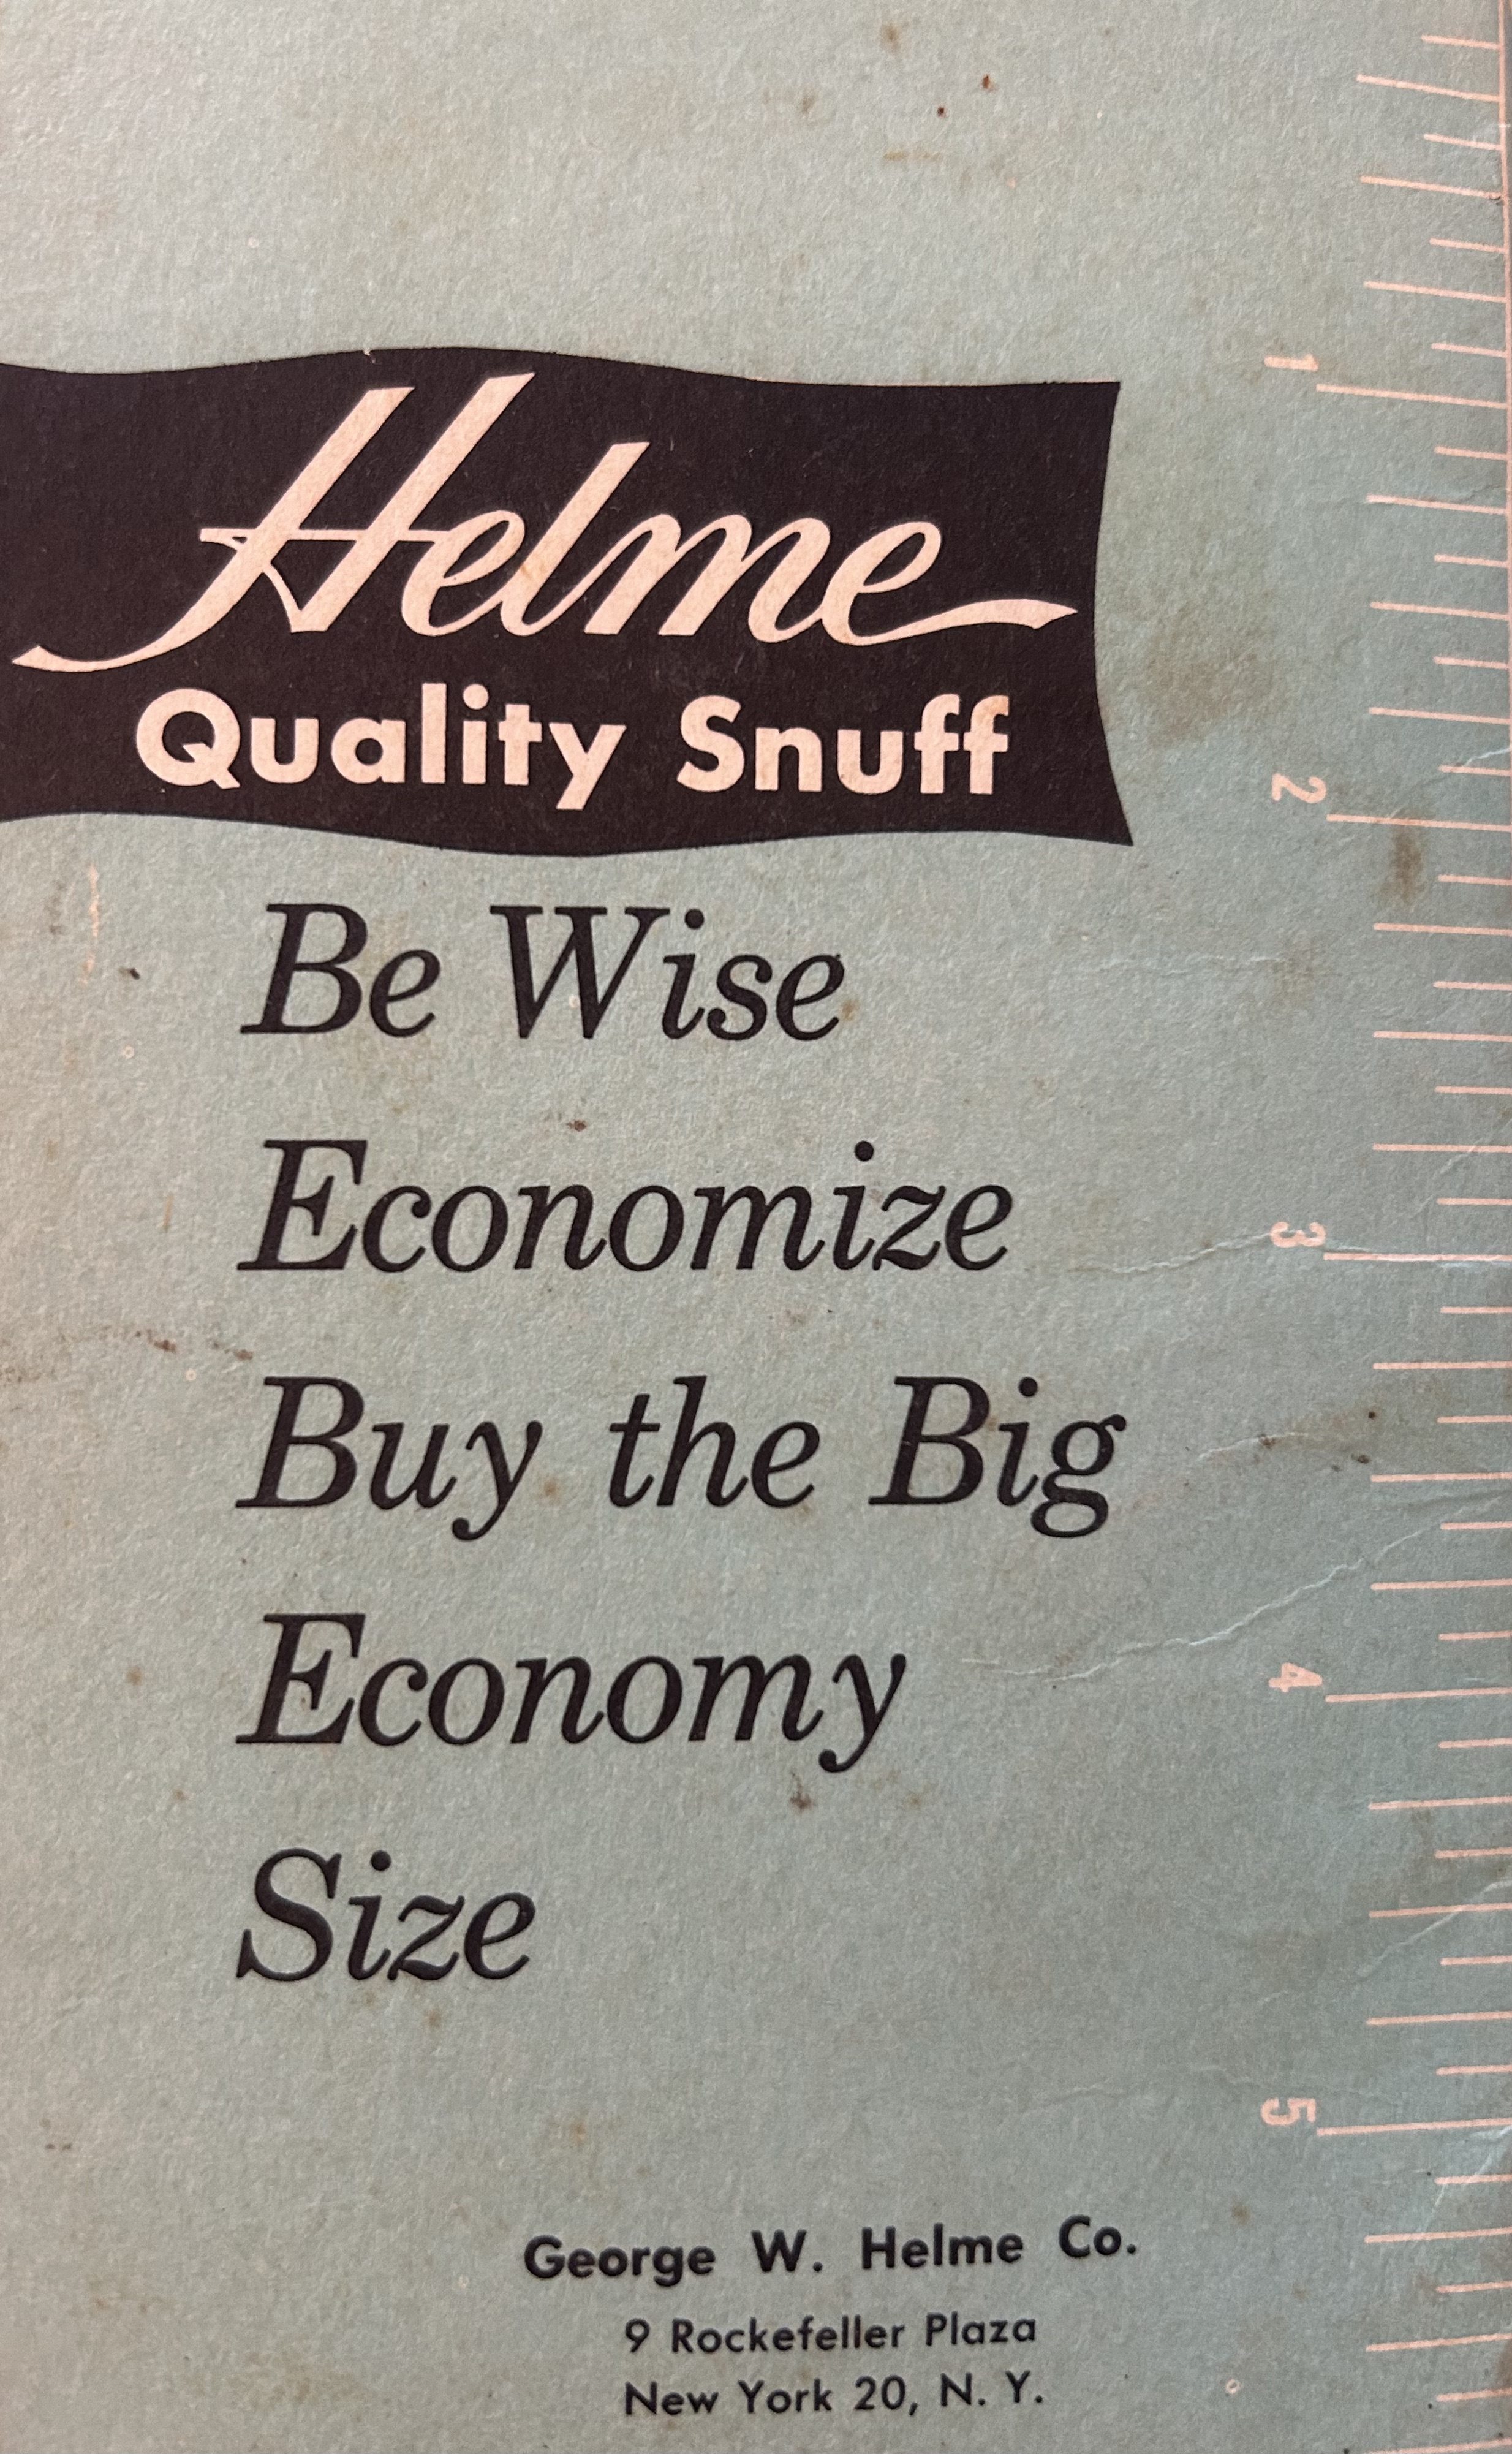 Helme
Quality Snuff
Be Wise
Economize
Buy the Big
Economy
Size
George W. Helme Co.
9 Rockefeller Plaza
New York 20, N. Y.
1
2
3
4
5